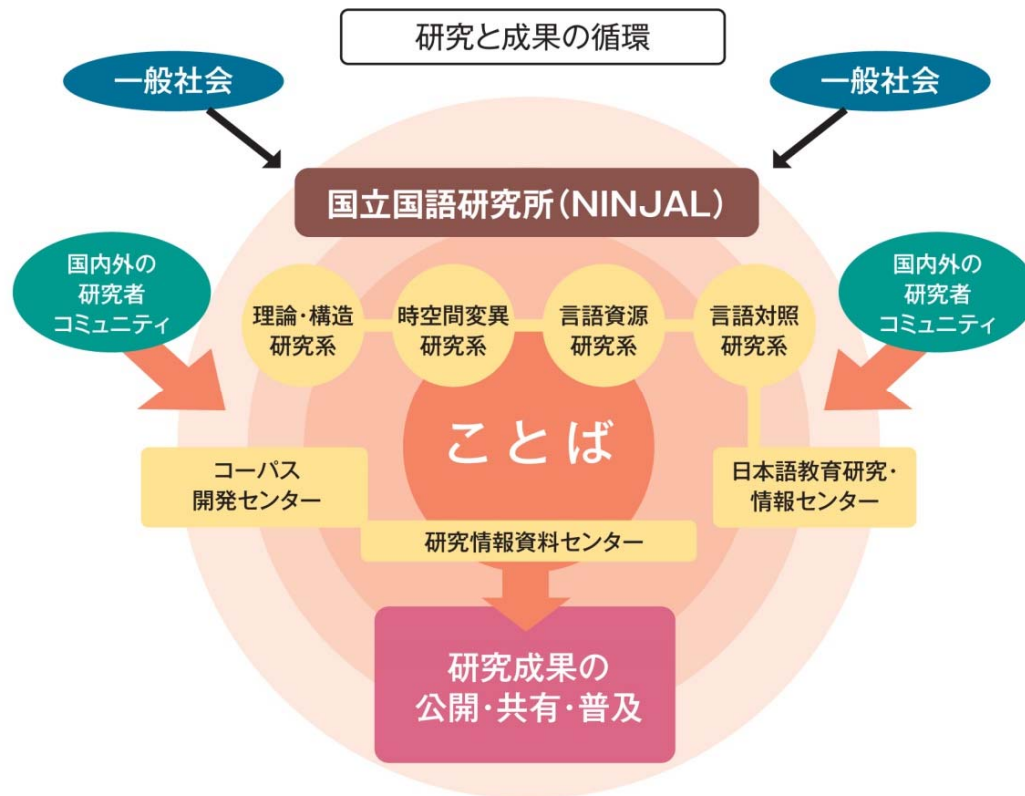 研究と成果の循環
一般社会
一般社会
国立国語研究所(NINJAL)
国内外の
研究者
コミュニティ
国内外の
研究者
コミュニティ
理論・構造
研究系
時空間変異
研究系
言語資源
研究系
言語対照
研究系
ことば
コーパス
開発センター
日本語教育研究・
情報センター
研究情報資料センター
研究成果の
公開・共有・普及